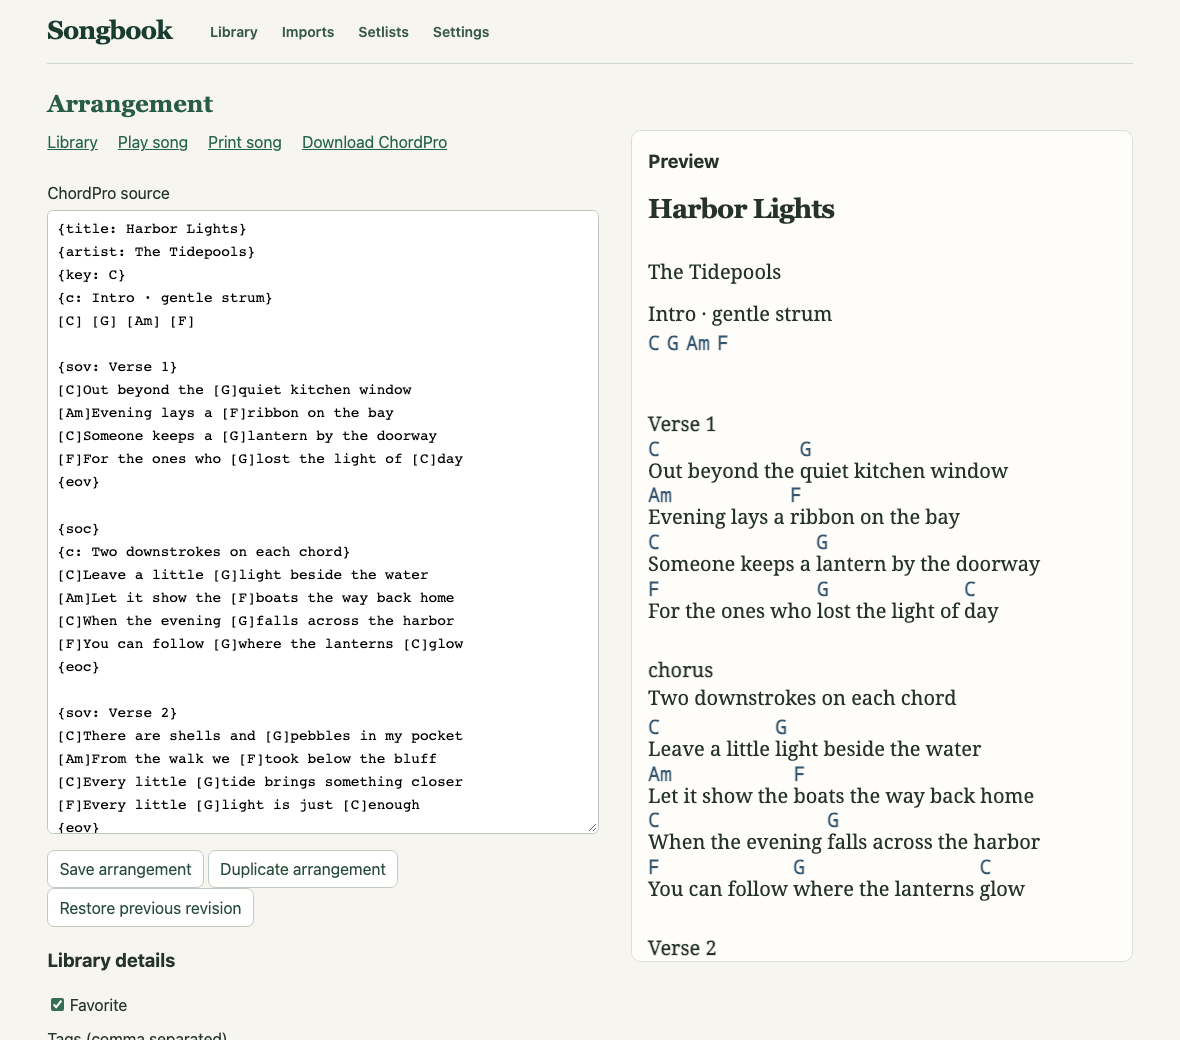 Songbook
Library Imports Setlists Settings
Arrangement
Library Play song Print song Download ChordPro
ChordPro source
{title: Harbor Lights}
{artist: The Tidepools}
{key: C}
{c: Intro · gentle strum}
[C] [G] [Am] [F]
{sov: Verse 1}
[C]Out beyond the [G]quiet kitchen window
[Am]Evening lays a [F]ribbon on the bay
[C]Someone keeps a [G]lantern by the doorway
[F]For the ones who [G]lost the light of [C]day
{eov}
{soc}
{c: Two downstrokes on each chord}
[C]Leave a little [G]light beside the water
[Am]Let it show the [F]boats the way back home
[C]When the evening [G]falls across the harbor
[F]You can follow [G]where the lanterns [C]glow
{eoc}
{sov: Verse 2}
[C]There are shells and [G]pebbles in my pocket
[Am]From the walk we [F]took below the bluff
[C]Every little [G]tide brings something closer
[F]Every little [G]light is just [C]enough
{eov}
Save arrangement Duplicate arrangement
Restore previous revision
Library details
Favorite
Tags (comma separated)
Preview
Harbor Lights
The Tidepools
Intro · gentle strum
C G Am F
Verse 1
C G
Out beyond the quiet kitchen window
Am F
Evening lays a ribbon on the bay
C G
Someone keeps a lantern by the doorway
F G C
For the ones who lost the light of day
chorus
Two downstrokes on each chord
C G
Leave a little light beside the water
Am F
Let it show the boats the way back home
C G
When the evening falls across the harbor
F G C
You can follow where the lanterns glow
Verse 2